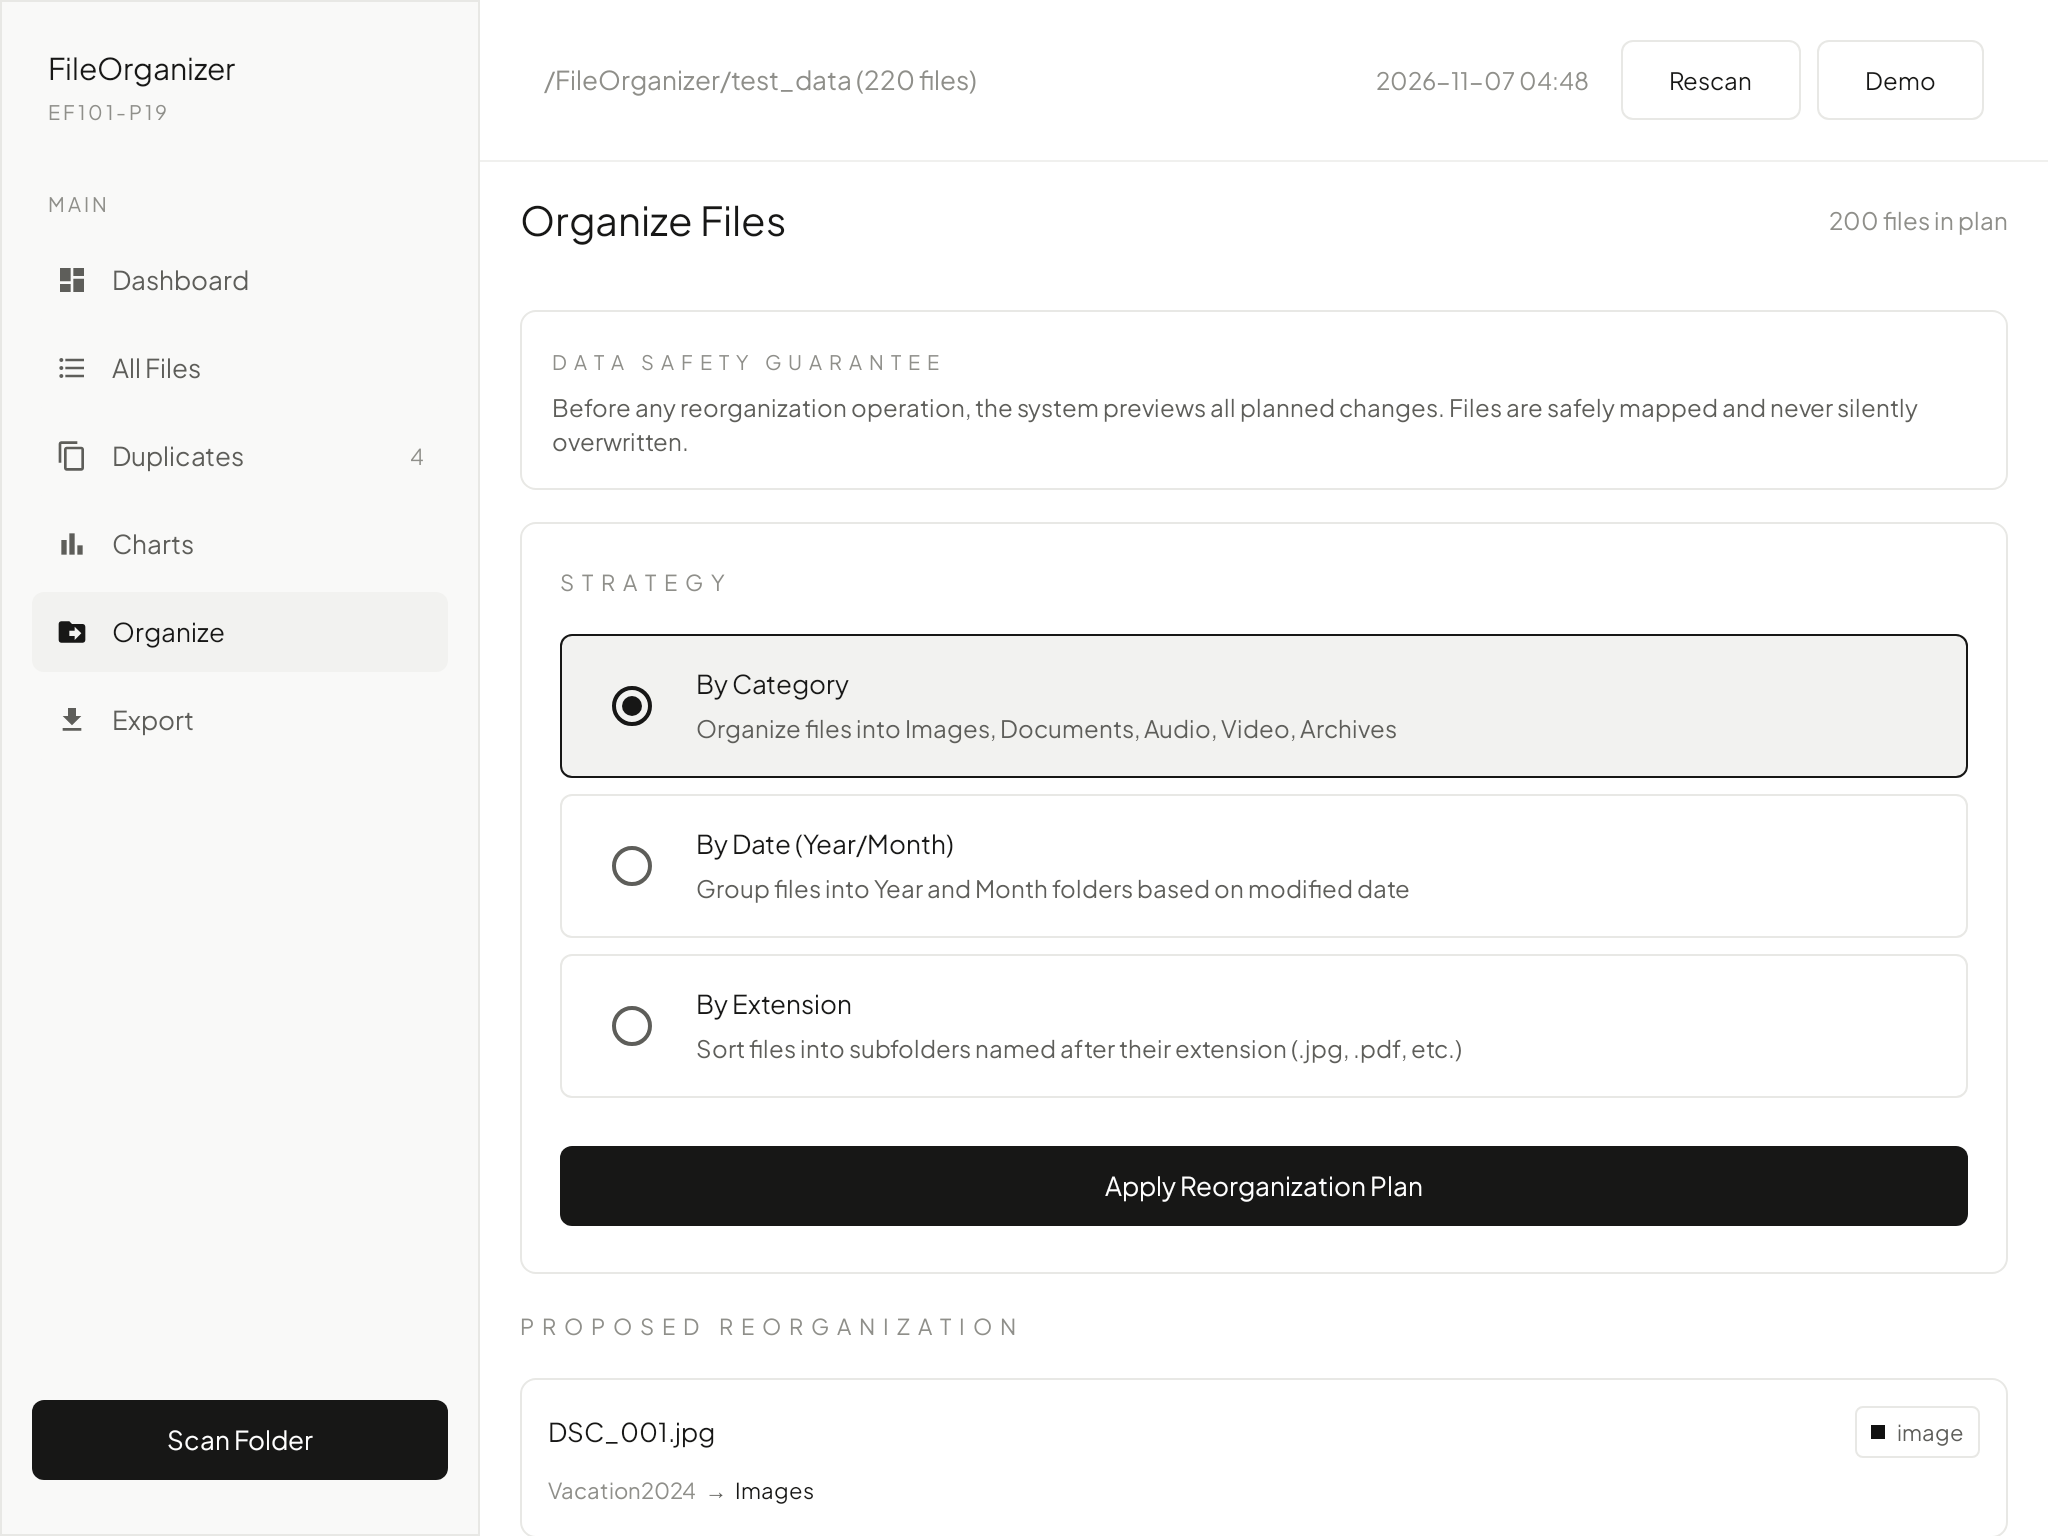 FileOrganizer
EF101-P19
MAIN
Dashboard
All Files
Duplicates 4
Charts
Organize
Export
Scan Folder
/FileOrganizer/test_data (220 files)
2026-11-07 04:48
Rescan
Demo
Organize Files
200 files in plan
DATA SAFETY GUARANTEE
Before any reorganization operation, the system previews all planned changes. Files are safely mapped and never silently
overwritten.
STRATEGY
By Category
Organize files into Images, Documents, Audio, Video, Archives
By Date (Year/Month)
Group files into Year and Month folders based on modified date
By Extension
Sort files into subfolders named after their extension (.jpg, .pdf, etc.)
Apply Reorganization Plan
PROPOSED REORGANIZATION
DSC_001.jpg
image
Vacation2024 → Images